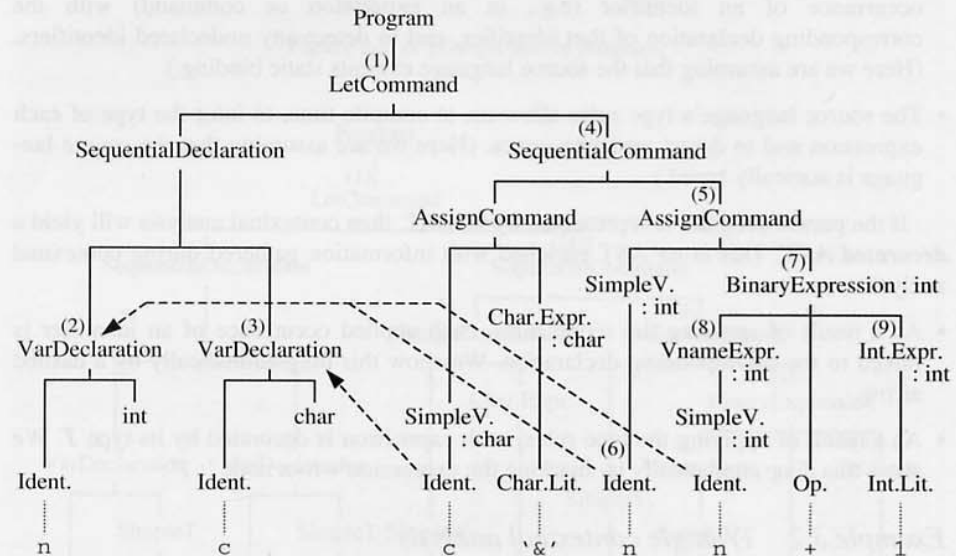 Program
(1)
LetCommand
(4)
SequentialDeclaration SequentialCommand
(5)
AssignCommand AssignCommand
(7)
SimpleV. BinaryExpression : int
: int
Char.Expr. (8) (9)
: char
(2) (3)
VarDeclaration VarDeclaration VnameExpr. Int.Expr.
: int : int
int char SimpleV. SimpleV.
: char : int
(6)
Ident. Ident. Ident. Char.Lit. Ident. Ident. Op. Int.Lit.
n c c '&' n n + 1